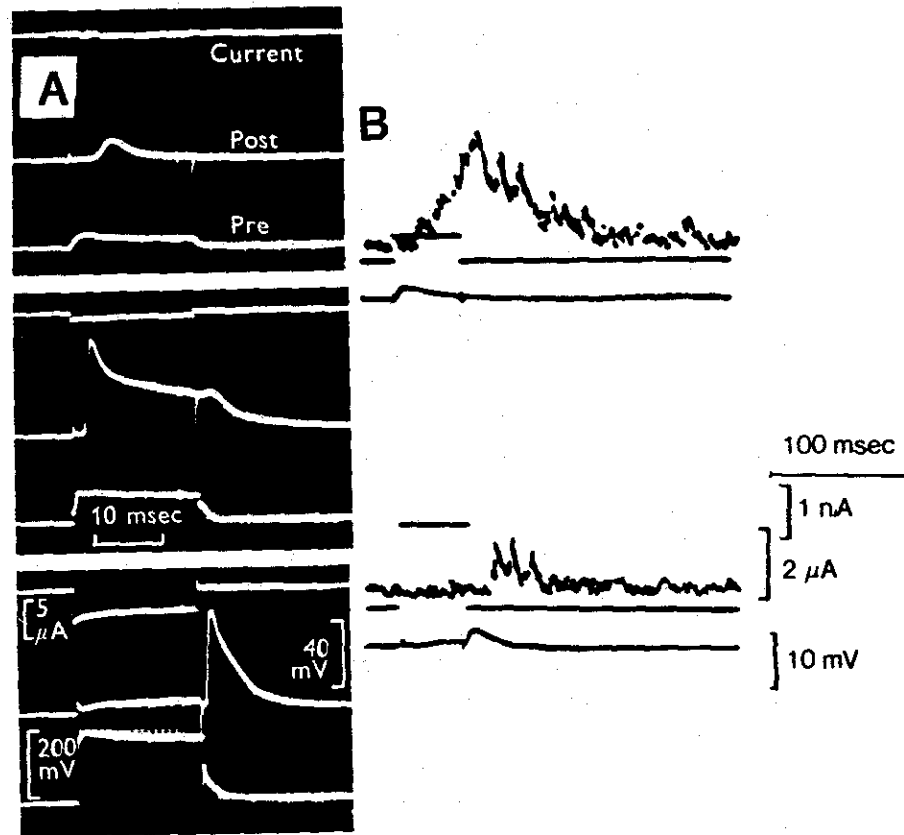 Current
A
Post
B
Pre
100 msec
1 nA
10 msec
2 μA
5
μA
40
mV
10 mV
200
mV